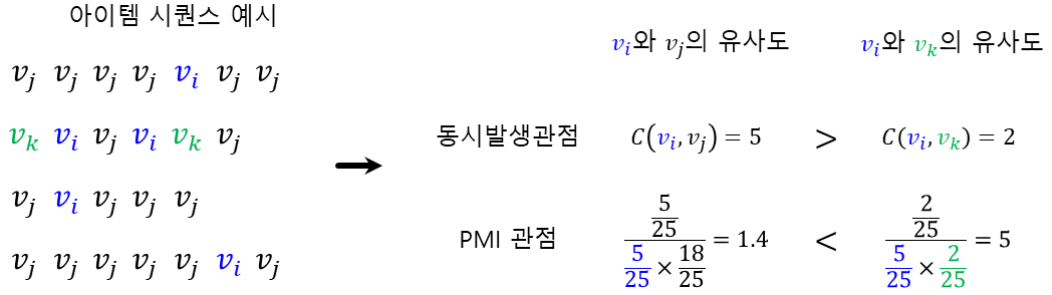 아이템 시퀀스 예시
v_j v_j v_j v_j v_i v_j v_j
v_k v_i v_j v_i v_k v_j
v_j v_i v_j v_j v_j
v_j v_j v_j v_j v_j v_i v_j
v_i와 v_j의 유사도 v_i와 v_k의 유사도
동시발생관점 C(v_i, v_j) = 5 > C(v_i, v_k) = 2
PMI 관점 (5/25)/(5/25 × 18/25) = 1.4 < (2/25)/(5/25 × 2/25) = 5